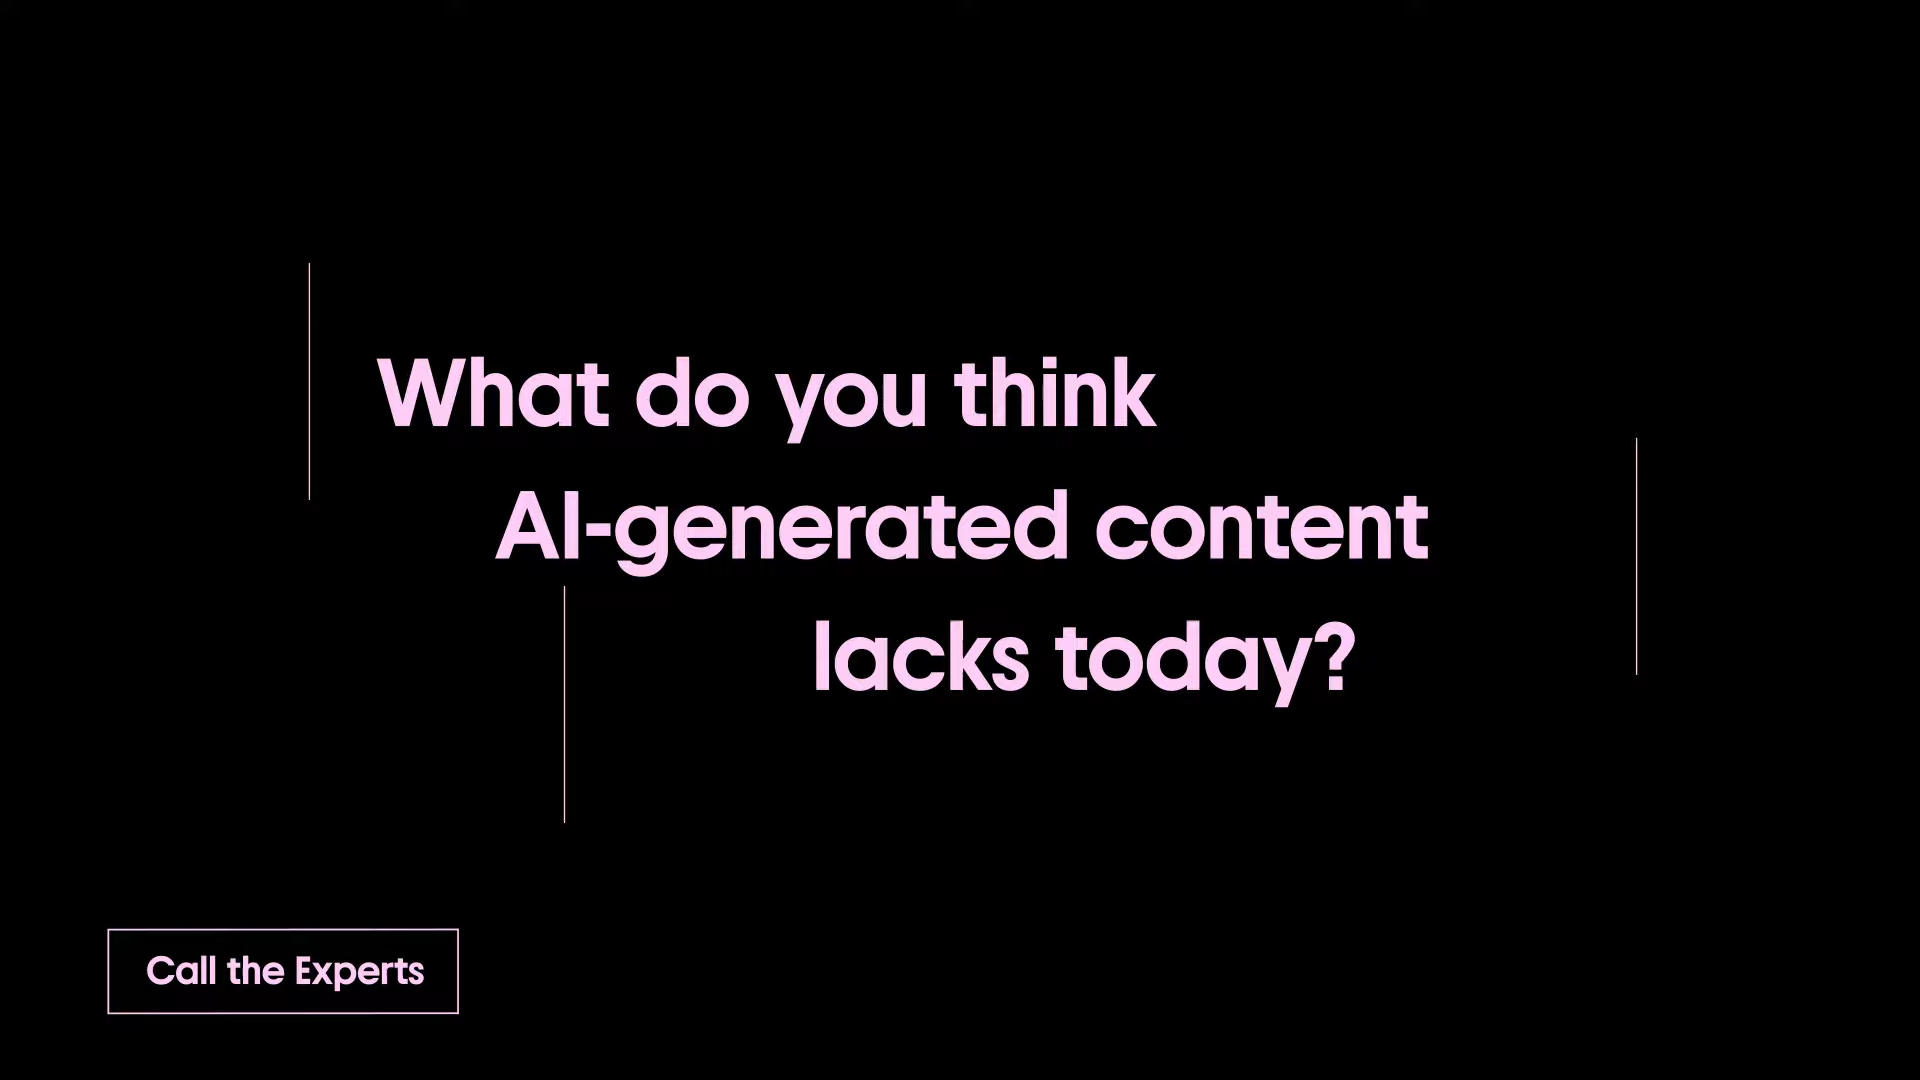 What do you think
AI-generated content
lacks today?
Call the Experts